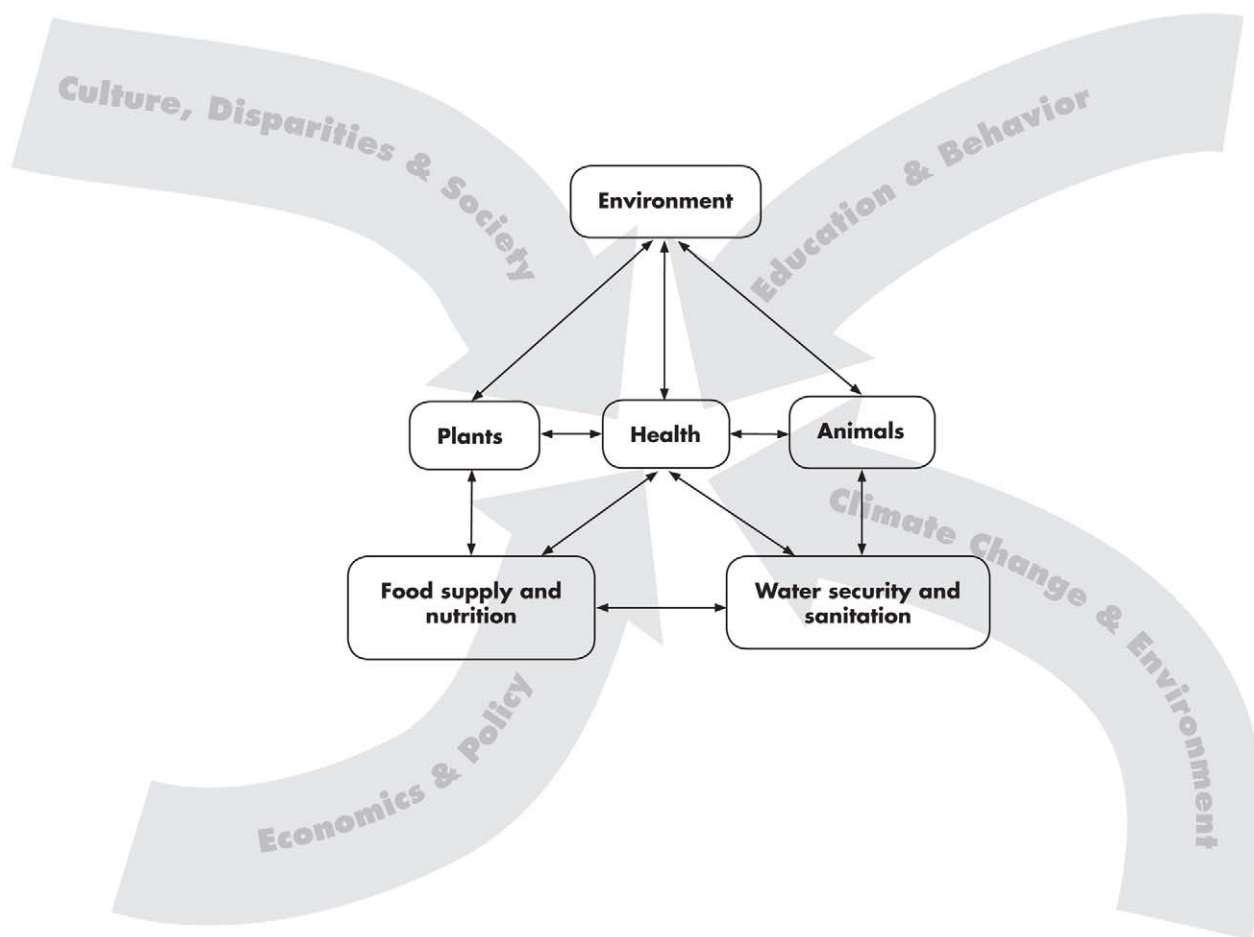 Culture, Disparities & Society
Education & Behavior
Environment
Plants
Health
Animals
Climate Change & Environment
Food supply and
nutrition
Water security and
sanitation
Economics & Policy